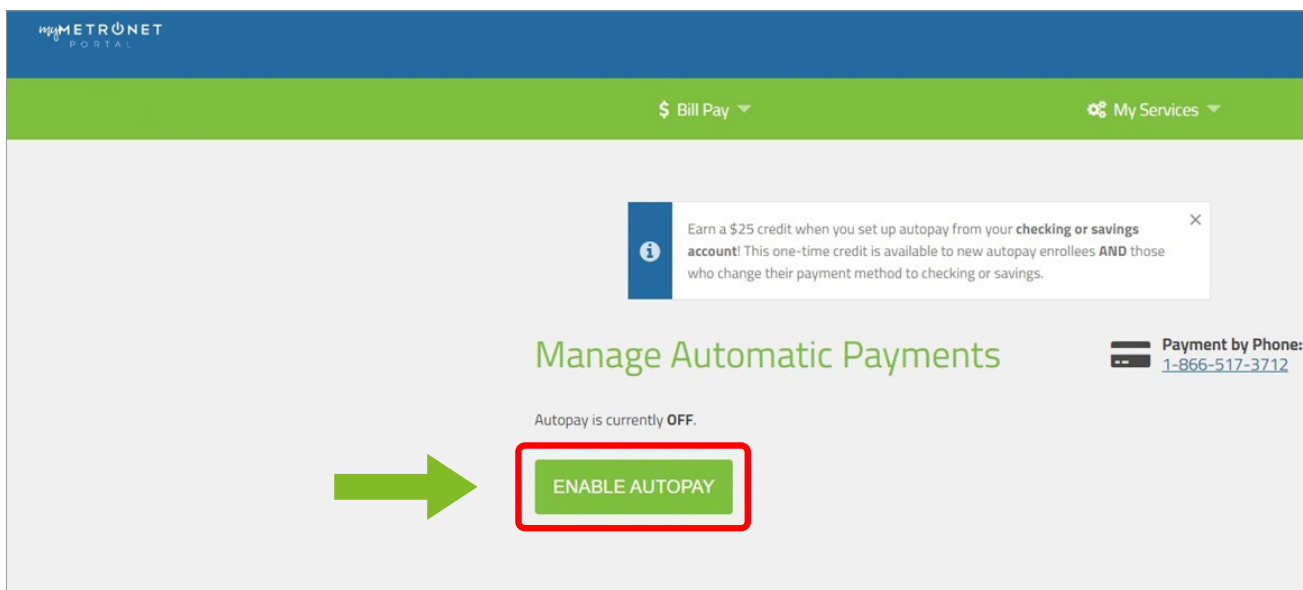 myMETRONET
PORTAL
$ Bill Pay
My Services
Earn a $25 credit when you set up autopay from your checking or savings
account! This one-time credit is available to new autopay enrollees AND those
who change their payment method to checking or savings.
Manage Automatic Payments
Payment by Phone:
1-866-517-3712
Autopay is currently OFF.
ENABLE AUTOPAY